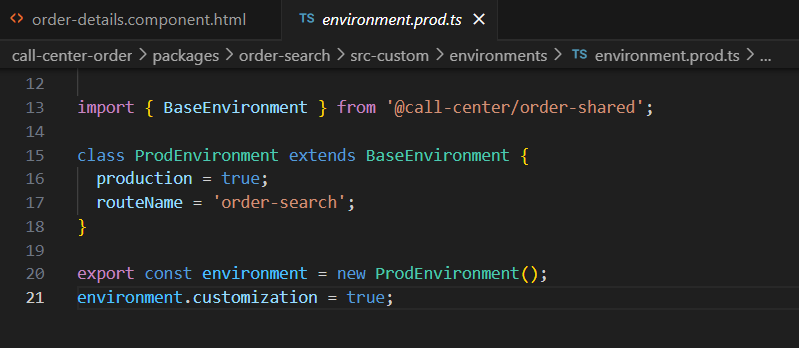 order-details.component.html
TS environment.prod.ts
call-center-order > packages > order-search > src-custom > environments > TS environment.prod.ts > ...
12
13 import { BaseEnvironment } from '@call-center/order-shared';
14
15 class ProdEnvironment extends BaseEnvironment {
16   production = true;
17   routeName = 'order-search';
18 }
19
20 export const environment = new ProdEnvironment();
21 environment.customization = true;